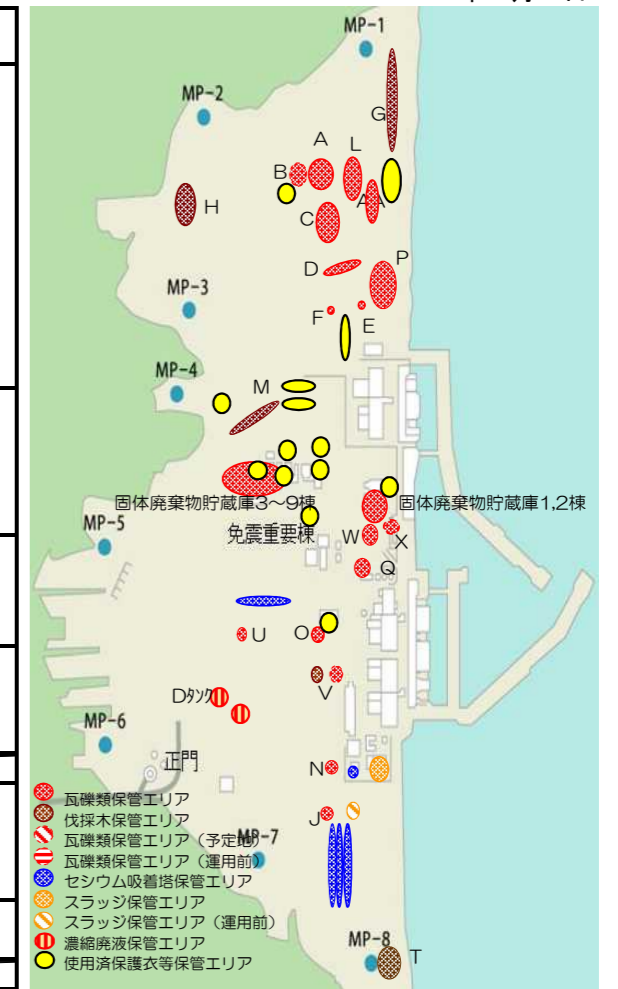 MP-1
MP-2
G
A
L
B
H
AA
C
D
P
MP-3
F
E
MP-4
M
固体廃棄物貯蔵庫3～9棟
固体廃棄物貯蔵庫1,2棟
MP-5
免震重要棟
W
X
Q
U
O
V
Dタンク
MP-6
正門
N
瓦礫類保管エリア
伐採木保管エリア
J
瓦礫類保管エリア（予定地）
MP-7
瓦礫類保管エリア（運用前）
セシウム吸着塔保管エリア
スラッジ保管エリア
スラッジ保管エリア（運用前）
濃縮廃液保管エリア
MP-8
T
使用済保護衣等保管エリア